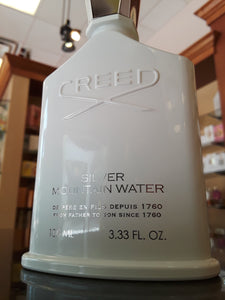 CREED
SILVER
MOUNTAIN WATER
DE PERE EN FILS DEPUIS 1760
FROM FATHER TO SON SINCE 1760
100 ML 3.33 FL. OZ.